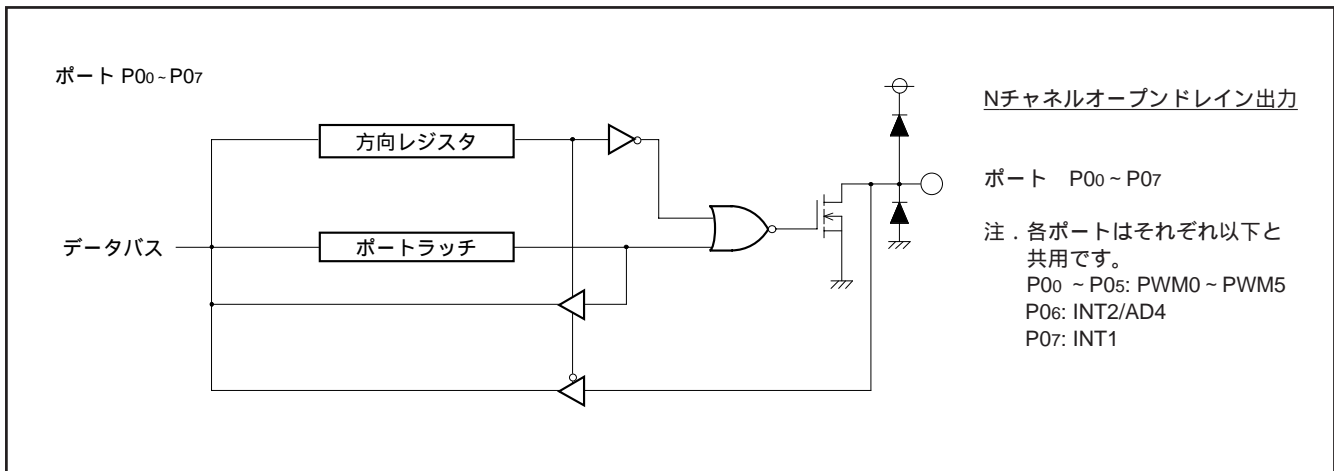 ポート P00 ~ P07
方向レジスタ
データバス
ポートラッチ
Nチャネルオープンドレイン出力
ポート P00 ~ P07
注．各ポートはそれぞれ以下と
共用です。
P00 ~ P05: PWM0 ~ PWM5
P06: INT2/AD4
P07: INT1